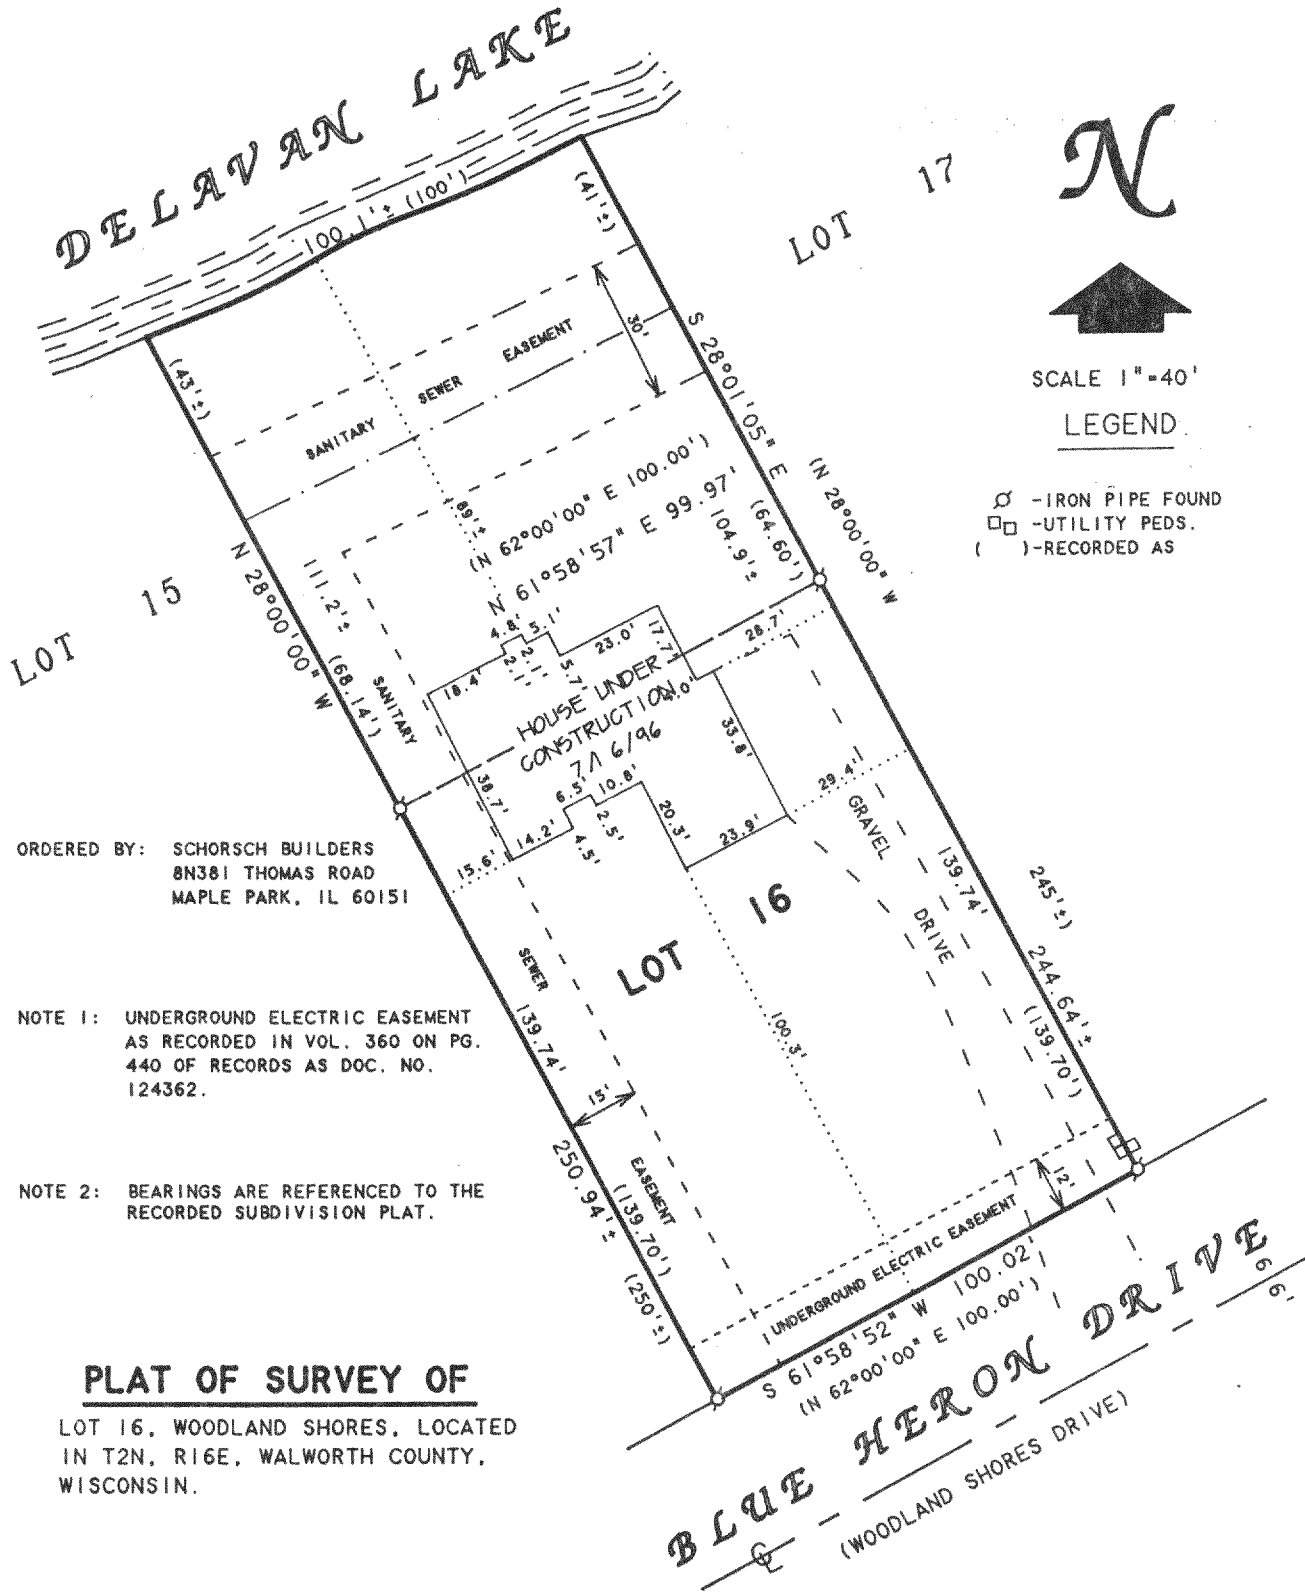 DELAVAN LAKE
100.1'± (100')
N
LOT 17
(41'±)
(43'±)
30'
SANITARY SEWER EASEMENT
S 28°01'05" E
SCALE 1"=40'
LEGEND
-IRON PIPE FOUND
-UTILITY PEDS.
( )-RECORDED AS
(N 62°00'00" E 100.00')
N 61°58'57" E 99.97'
89'±
104.9'±
(64.60')
(N 28°00'00" W
LOT 15
N 28°00'00" W
111.2'±
(68.14')
SANITARY
4.8'
5.1'
2.1'
2.1'
23.0'
17.7'
28.7'
18.4'
5.7'
4.0'
HOUSE UNDER
CONSTRUCTION
7/16/96
33.8'
38.7'
6.5'
10.8'
14.2'
4.5'
2.5'
20.3'
23.9'
29.4'
15.6'
GRAVEL
DRIVE
139.74'
245'±)
244.64'±
(139.70')
LOT 16
ORDERED BY: SCHORSCH BUILDERS
8N381 THOMAS ROAD
MAPLE PARK, IL 60151
SEWER
139.74'
100.3'
NOTE 1: UNDERGROUND ELECTRIC EASEMENT
AS RECORDED IN VOL. 360 ON PG.
440 OF RECORDS AS DOC. NO.
124362.
15'
EASEMENT
250.94'±
(139.70')
(250'±)
12'
NOTE 2: BEARINGS ARE REFERENCED TO THE
RECORDED SUBDIVISION PLAT.
UNDERGROUND ELECTRIC EASEMENT
S 61°58'52" W 100.02'
(N 62°00'00" E 100.00')
BLUE HERON DRIVE
66'
(WOODLAND SHORES DRIVE)
PLAT OF SURVEY OF
LOT 16, WOODLAND SHORES, LOCATED
IN T2N, R16E, WALWORTH COUNTY,
WISCONSIN.